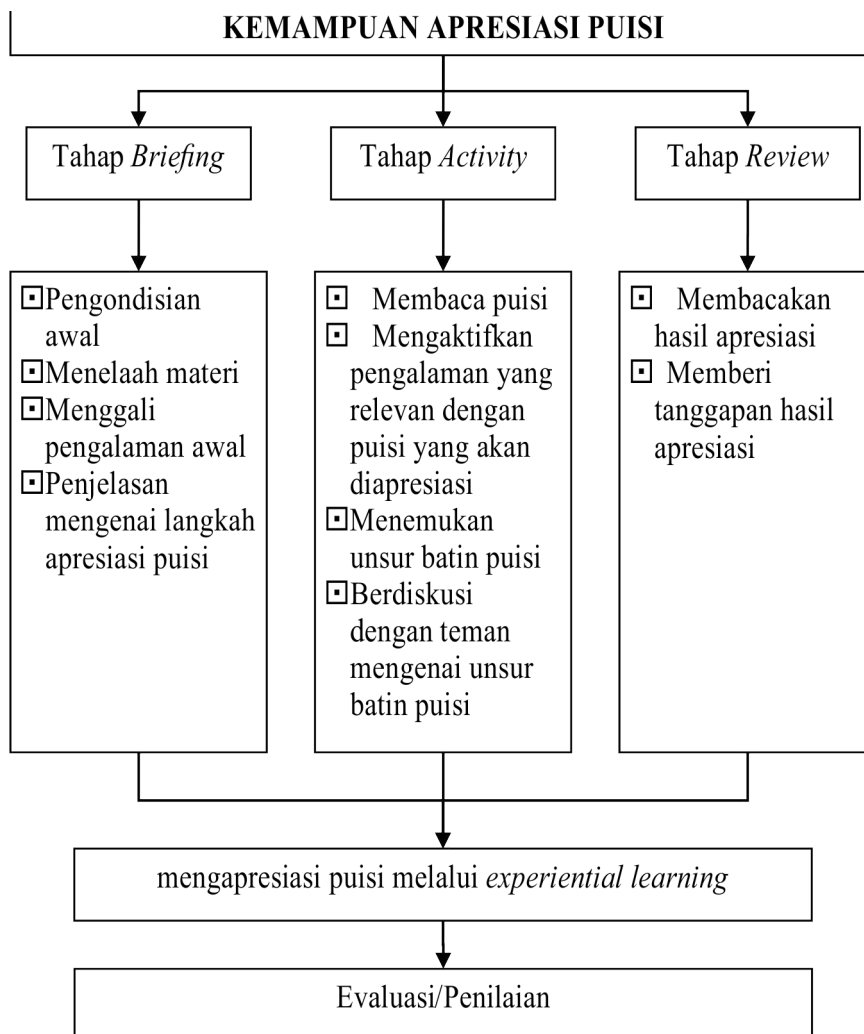 KEMAMPUAN APRESIASI PUISI
Tahap Briefing
Tahap Activity
Tahap Review
Pengondisian
awal
Menelaah materi
Menggali
pengalaman awal
Penjelasan
mengenai langkah
apresiasi puisi
Membaca puisi
Mengaktifkan
pengalaman yang
relevan dengan
puisi yang akan
diapresiasi
Menemukan
unsur batin puisi
Berdiskusi
dengan teman
mengenai unsur
batin puisi
Membacakan
hasil apresiasi
Memberi
tanggapan hasil
apresiasi
mengapresiasi puisi melalui experiential learning
Evaluasi/Penilaian